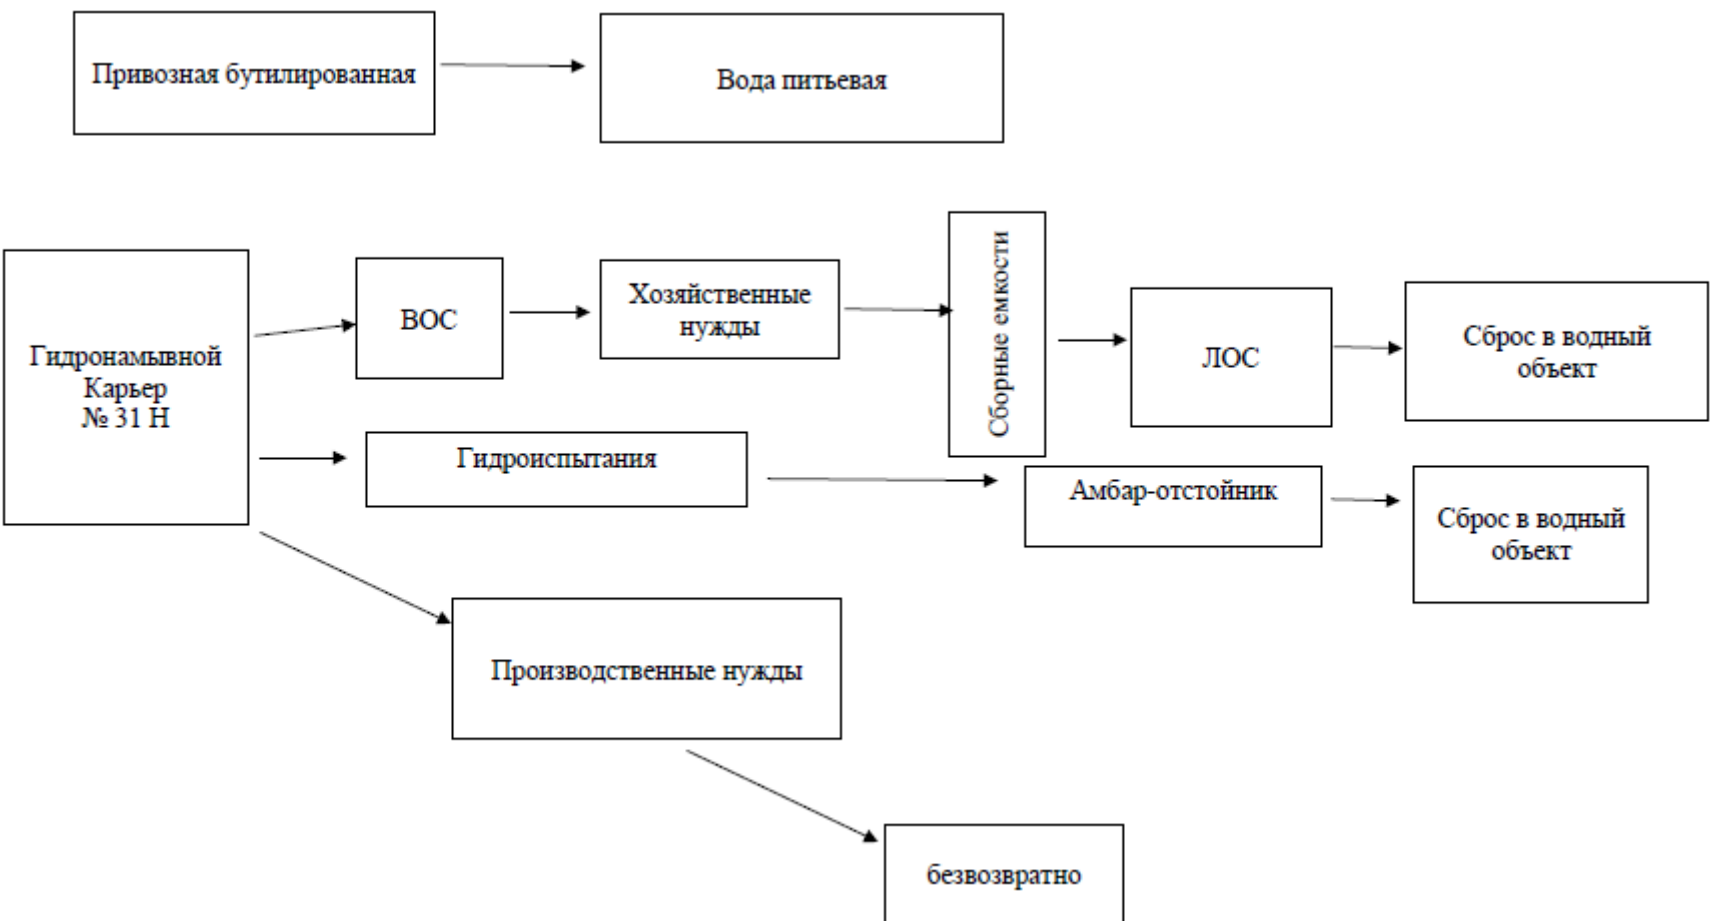 Привозная бутилированная
Вода питьевая
Гидронамывной
Карьер
№ 31 Н
ВОС
Хозяйственные
нужды
Сборные емкости
ЛОС
Сброс в водный
объект
Гидроиспытания
Амбар-отстойник
Сброс в водный
объект
Производственные нужды
безвозвратно